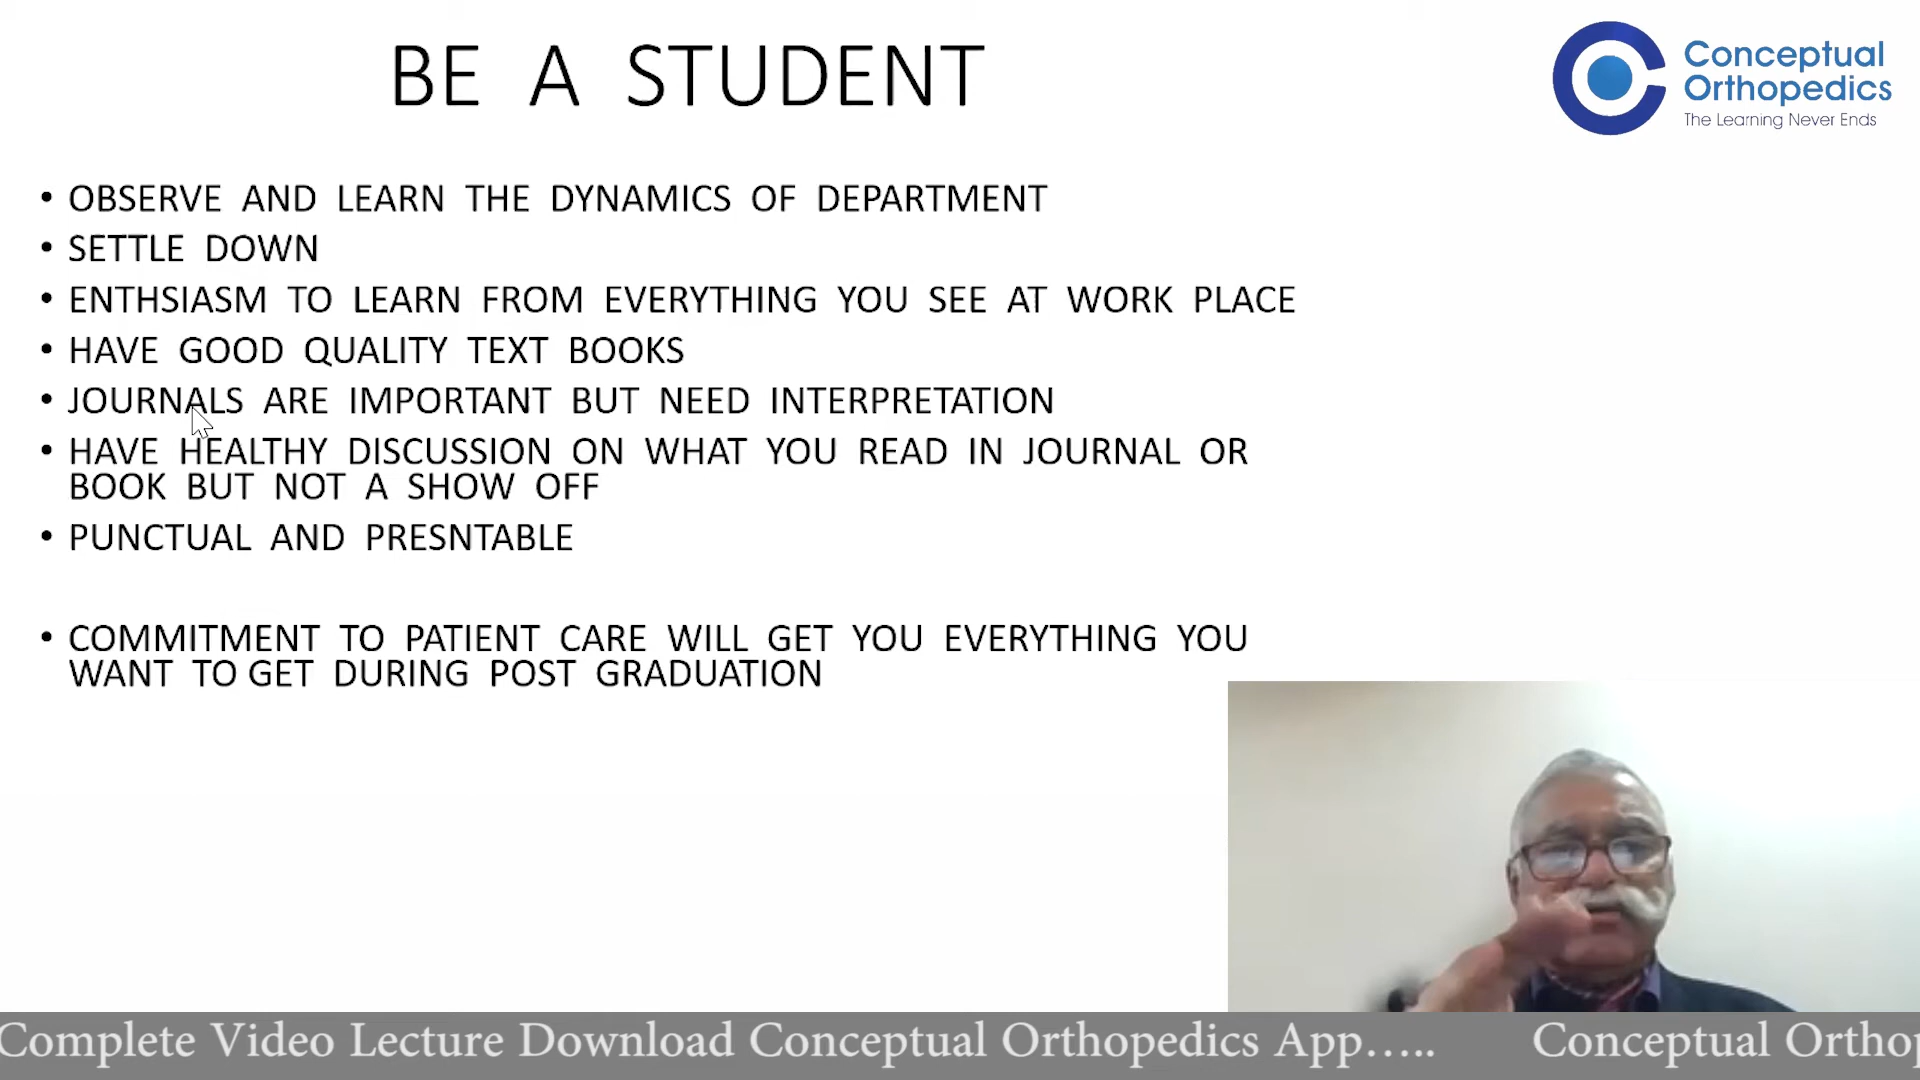 BE A STUDENT
Conceptual
Orthopedics
The Learning Never Ends
• OBSERVE AND LEARN THE DYNAMICS OF DEPARTMENT
• SETTLE DOWN
• ENTHSIASM TO LEARN FROM EVERYTHING YOU SEE AT WORK PLACE
• HAVE GOOD QUALITY TEXT BOOKS
• JOURNALS ARE IMPORTANT BUT NEED INTERPRETATION
• HAVE HEALTHY DISCUSSION ON WHAT YOU READ IN JOURNAL OR
BOOK BUT NOT A SHOW OFF
• PUNCTUAL AND PRESNTABLE
• COMMITMENT TO PATIENT CARE WILL GET YOU EVERYTHING YOU
WANT TO GET DURING POST GRADUATION
Complete Video Lecture Download Conceptual Orthopedics App..... Conceptual Orthop